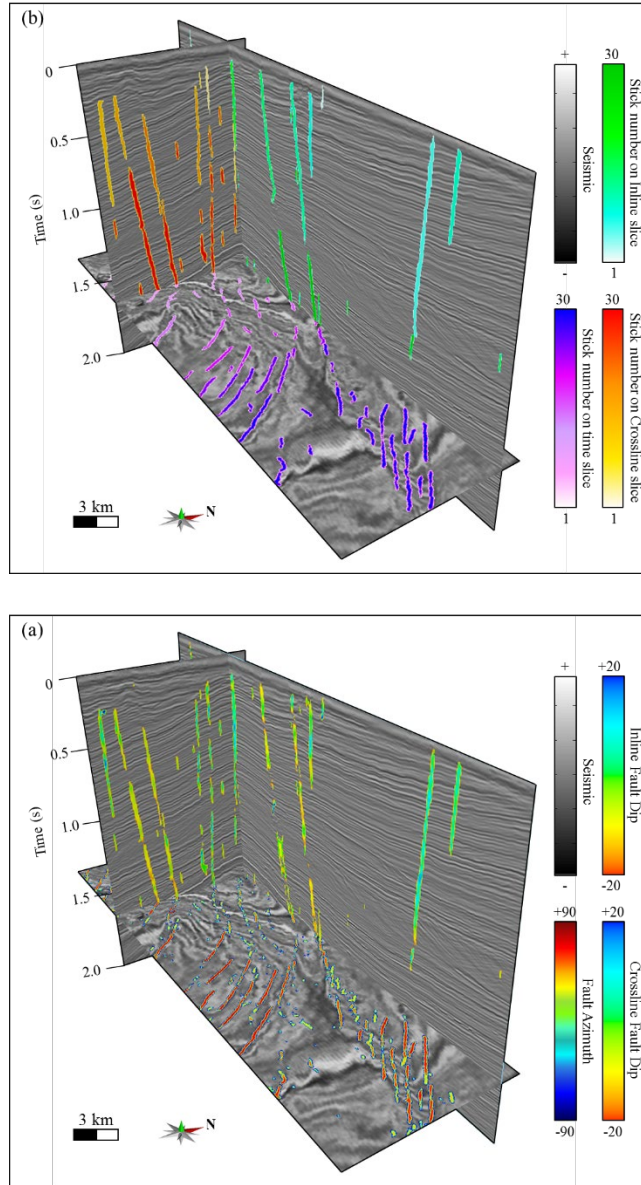 (b)
0
0.5
1.0
1.5
2.0
Time (s)
3 km
N
+
Seismic
-
30
Stick number on Inline slice
1
30
Stick number on time slice
1
30
Stick number on Crossline slice
1
(a)
0
0.5
1.0
1.5
2.0
Time (s)
3 km
N
+
Seismic
-
+20
Inline Fault Dip
-20
+90
Fault Azimuth
-90
+20
Crossline Fault Dip
-20